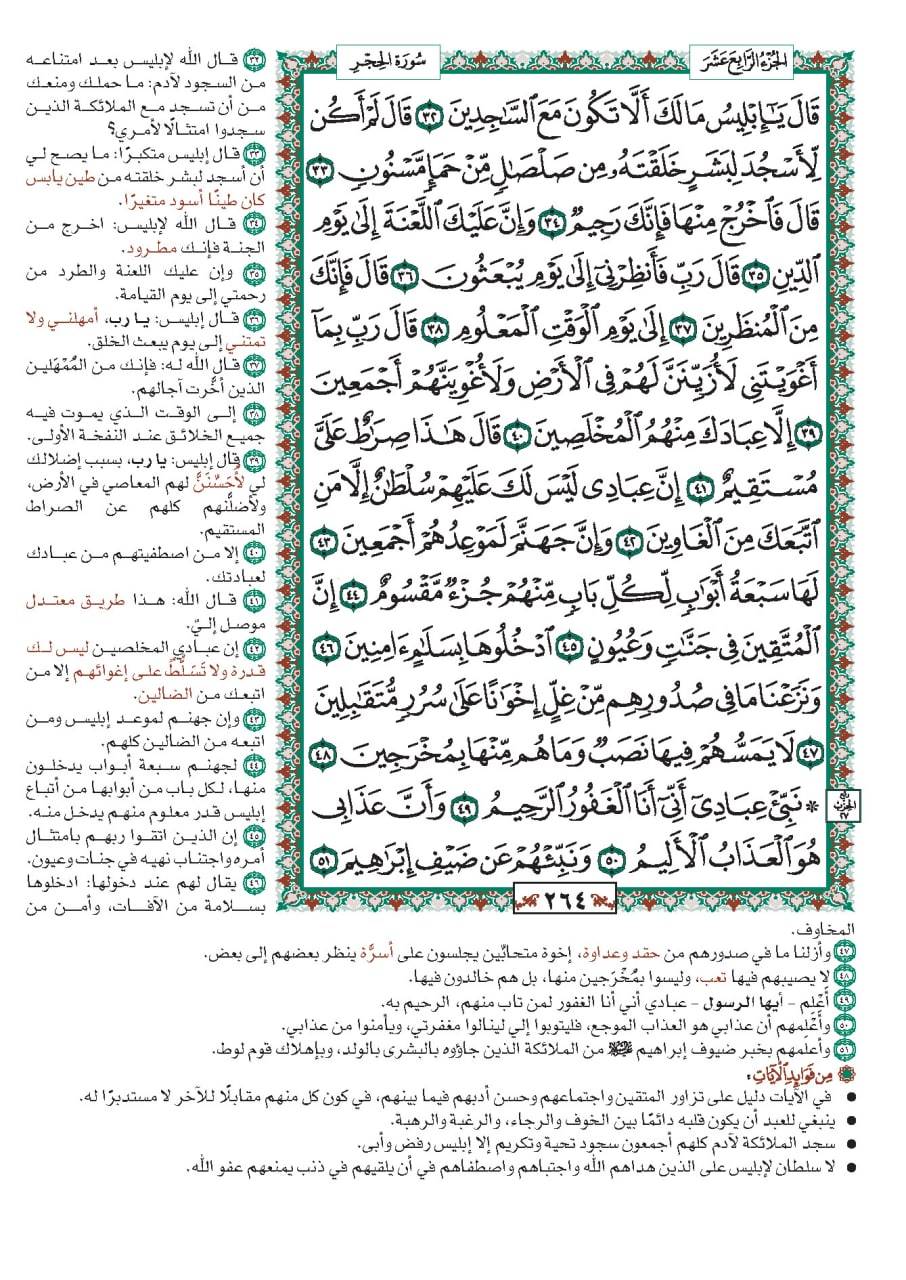 الجزء الرابع عشر
سورة الحجر
قَالَ يَٰٓإِبۡلِيسُ مَا لَكَ أَلَّا تَكُونَ مَعَ ٱلسَّٰجِدِينَ ٣٢ قَالَ لَمۡ أَكُن
لِّأَسۡجُدَ لِبَشَرٍ خَلَقۡتَهُۥ مِن صَلۡصَٰلٖ مِّنۡ حَمَإٖ مَّسۡنُونٖ ٣٣
قَالَ فَٱخۡرُجۡ مِنۡهَا فَإِنَّكَ رَجِيمٞ ٣٤ وَإِنَّ عَلَيۡكَ ٱللَّعۡنَةَ إِلَىٰ يَوۡمِ
ٱلدِّينِ ٣٥ قَالَ رَبِّ فَأَنظِرۡنِيٓ إِلَىٰ يَوۡمِ يُبۡعَثُونَ ٣٦ قَالَ فَإِنَّكَ
مِنَ ٱلۡمُنظَرِينَ ٣٧ إِلَىٰ يَوۡمِ ٱلۡوَقۡتِ ٱلۡمَعۡلُومِ ٣٨ قَالَ رَبِّ بِمَآ
أَغۡوَيۡتَنِي لَأُزَيِّنَنَّ لَهُمۡ فِي ٱلۡأَرۡضِ وَلَأُغۡوِيَنَّهُمۡ أَجۡمَعِينَ
٣٩ إِلَّا عِبَادَكَ مِنۡهُمُ ٱلۡمُخۡلَصِينَ ٤٠ قَالَ هَٰذَا صِرَٰطٌ عَلَيَّ
مُسۡتَقِيمٌ ٤١ إِنَّ عِبَادِي لَيۡسَ لَكَ عَلَيۡهِمۡ سُلۡطَٰنٌ إِلَّا مَنِ
ٱتَّبَعَكَ مِنَ ٱلۡغَاوِينَ ٤٢ وَإِنَّ جَهَنَّمَ لَمَوۡعِدُهُمۡ أَجۡمَعِينَ ٤٣
لَهَا سَبۡعَةُ أَبۡوَٰبٖ لِّكُلِّ بَابٖ مِّنۡهُمۡ جُزۡءٞ مَّقۡسُومٌ ٤٤ إِنَّ
ٱلۡمُتَّقِينَ فِي جَنَّٰتٖ وَعُيُونٍ ٤٥ ٱدۡخُلُوهَا بِسَلَٰمٍ ءَامِنِينَ ٤٦
وَنَزَعۡنَا مَا فِي صُدُورِهِم مِّنۡ غِلٍّ إِخۡوَٰنًا عَلَىٰ سُرُرٖ مُّتَقَٰبِلِينَ
٤٧ لَا يَمَسُّهُمۡ فِيهَا نَصَبٞ وَمَا هُم مِّنۡهَا بِمُخۡرَجِينَ ٤٨
۞ نَبِّئۡ عِبَادِيٓ أَنِّيٓ أَنَا ٱلۡغَفُورُ ٱلرَّحِيمُ ٤٩ وَأَنَّ عَذَابِي
هُوَ ٱلۡعَذَابُ ٱلۡأَلِيمُ ٥٠ وَنَبِّئۡهُمۡ عَن ضَيۡفِ إِبۡرَٰهِيمَ ٥١
ربع
الحزب
٢٧
٢٦٤
٣٢ قال الله لإبليس بعد امتناعه
من السجود لآدم: ما حملك ومنعك
من أن تسجد مع الملائكة الذين
سجدوا امتثالًا لأمري؟
٣٣ قال إبليس متكبرًا: ما يصح لي
أن أسجد لبشر خلقته من طين يابس
كان طينًا أسود متغيرًا.
٣٤ قال الله لإبليس: اخرج من
الجنة فإنك مطرود.
٣٥ وإن عليك اللعنة والطرد من
رحمتي إلى يوم القيامة.
٣٦ قال إبليس: يا رب، أمهلني ولا
تمتني إلى يوم يبعث الخلق.
٣٧ قال الله له: فإنك من المُمْهَلين
الذين أخَّرت آجالهم.
٣٨ إلى الوقت الذي يموت فيه
جميع الخلائق عند النفخة الأولى.
٣٩ قال إبليس: يا رب، بسبب إضلالك
لي لأُحَسِّنَنَّ لهم المعاصي في الأرض،
ولأضلنَّهم كلهم عن الصراط
المستقيم.
٤٠ إلا من اصطفيتهم من عبادك
لعبادتك.
٤١ قال الله: هذا طريق معتدل
موصل إليّ.
٤٢ إن عبادي المخلصين ليس لك
قدرة ولا تَسَلُّطٌ على إغوائهم إلا من
اتبعك من الضالين.
٤٣ وإن جهنم لموعد إبليس ومن
اتبعه من الضالين كلهم.
٤٤ لجهنم سبعة أبواب يدخلون
منها، لكل باب من أبوابها من أتباع
إبليس قدر معلوم منهم يدخل منه.
٤٥ إن الذين اتقوا ربهم بامتثال
أمره واجتناب نهيه في جنات وعيون.
٤٦ يقال لهم عند دخولها: ادخلوها
بسلامة من الآفات، وأمن من
المخاوف.
٤٧ وأزلنا ما في صدورهم من حقد وعداوة، إخوة متحابّين يجلسون على أسرَّة ينظر بعضهم إلى بعض.
٤٨ لا يصيبهم فيها تعب، وليسوا بمُخْرَجين منها، بل هم خالدون فيها.
٤٩ أَعْلِم – أيها الرسول – عبادي أني أنا الغفور لمن تاب منهم، الرحيم به.
٥٠ وأَعْلِمهم أن عذابي هو العذاب الموجع، فليتوبوا إلي لينالوا مغفرتي، ويأمنوا من عذابي.
٥١ وأعلمهم بخبر ضيوف إبراهيم ﷺ من الملائكة الذين جاؤوه بالبشرى بالولد، وبإهلاك قوم لوط.
من فوائد الآيات:
● في الآيات دليل على تزاور المتقين واجتماعهم وحسن أدبهم فيما بينهم، في كون كل منهم مقابلًا للآخر لا مستدبرًا له.
● ينبغي للعبد أن يكون قلبه دائمًا بين الخوف والرجاء، والرغبة والرهبة.
● سجد الملائكة لآدم كلهم أجمعون سجود تحية وتكريم إلا إبليس رفض وأبى.
● لا سلطان لإبليس على الذين هداهم الله واجتباهم واصطفاهم في أن يلقيهم في ذنب يمنعهم عفو الله.